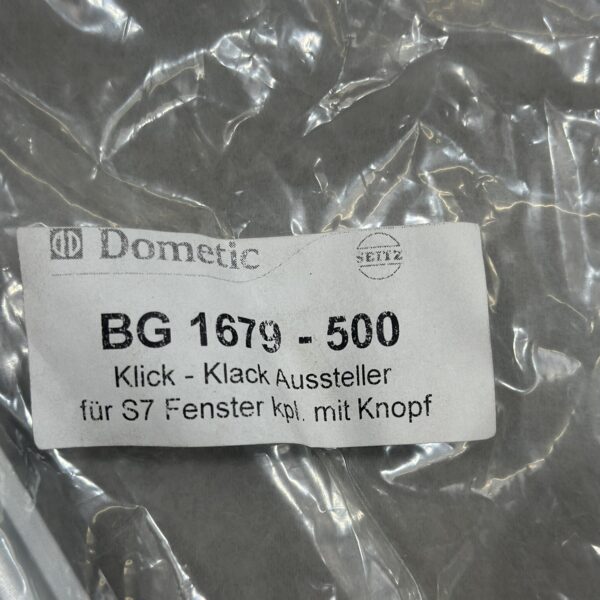 Dometic
SEITZ
BG 1679 - 500
Klick - Klack Aussteller
für S7 Fenster kpl. mit Knopf